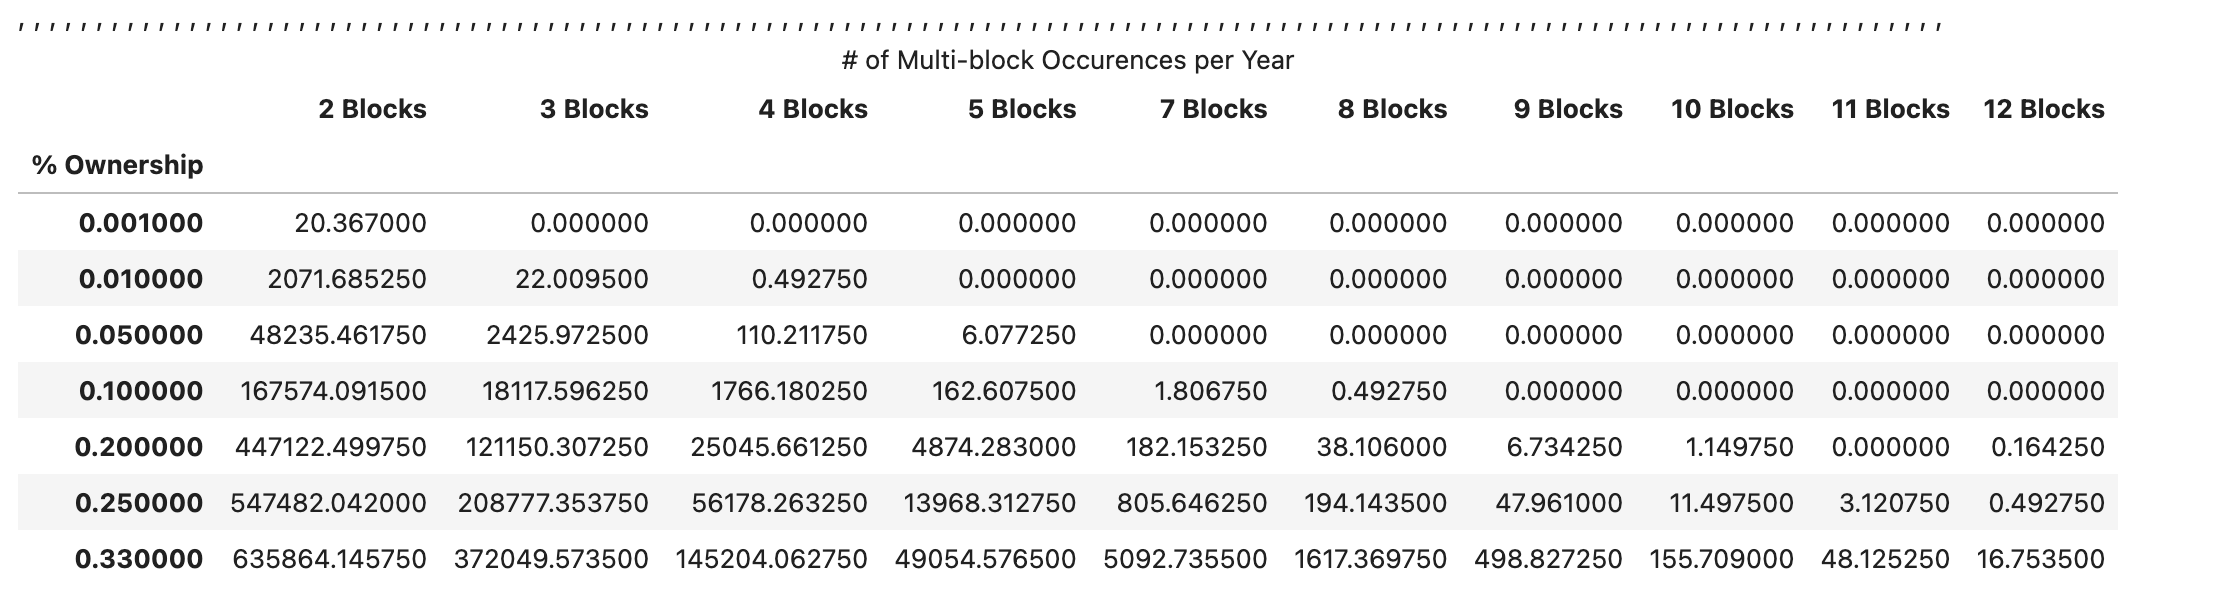 , , , , , , , , , , , , , , , , , , , , , , , , , , , , , , , , , , , , , , , , , , , , , , , , , , , , , , , , , , , , , , , , , , , , , , , , , , , , , , , , , , , , , , , , , , , , , , , , , , , , , , , , , , , , , , , , , , , , , , , , , , , , ,
# of Multi-block Occurences per Year
2 Blocks 3 Blocks 4 Blocks 5 Blocks 7 Blocks 8 Blocks 9 Blocks 10 Blocks 11 Blocks 12 Blocks
% Ownership
0.001000 20.367000 0.000000 0.000000 0.000000 0.000000 0.000000 0.000000 0.000000 0.000000 0.000000
0.010000 2071.685250 22.009500 0.492750 0.000000 0.000000 0.000000 0.000000 0.000000 0.000000 0.000000
0.050000 48235.461750 2425.972500 110.211750 6.077250 0.000000 0.000000 0.000000 0.000000 0.000000 0.000000
0.100000 167574.091500 18117.596250 1766.180250 162.607500 1.806750 0.492750 0.000000 0.000000 0.000000 0.000000
0.200000 447122.499750 121150.307250 25045.661250 4874.283000 182.153250 38.106000 6.734250 1.149750 0.000000 0.164250
0.250000 547482.042000 208777.353750 56178.263250 13968.312750 805.646250 194.143500 47.961000 11.497500 3.120750 0.492750
0.330000 635864.145750 372049.573500 145204.062750 49054.576500 5092.735500 1617.369750 498.827250 155.709000 48.125250 16.753500